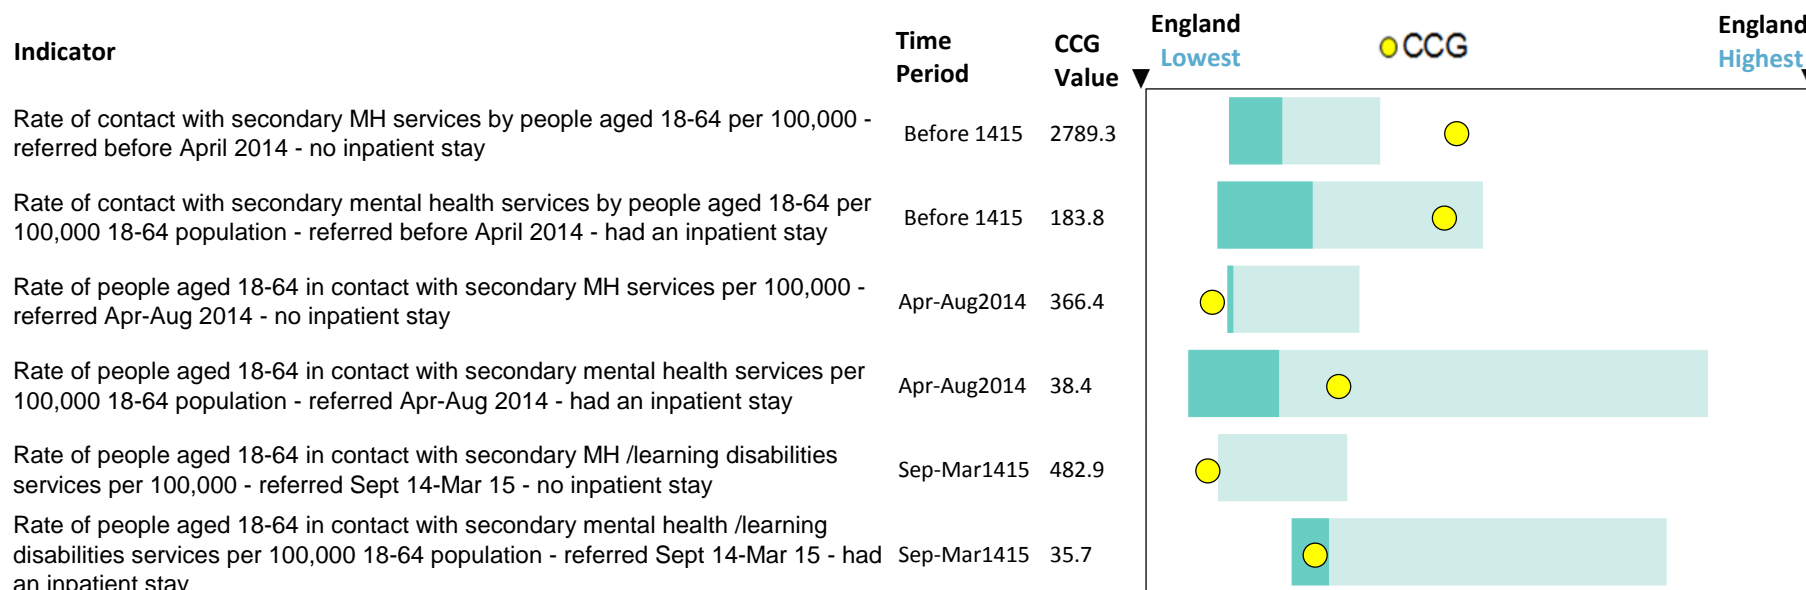 Indicator
Time
Period
CCG
Value
England
Lowest
CCG
England
Highest
Rate of contact with secondary MH services by people aged 18-64 per 100,000 -
referred before April 2014 - no inpatient stay
Before 1415
2789.3
Rate of contact with secondary mental health services by people aged 18-64 per
100,000 18-64 population - referred before April 2014 - had an inpatient stay
Before 1415
183.8
Rate of people aged 18-64 in contact with secondary MH services per 100,000 -
referred Apr-Aug 2014 - no inpatient stay
Apr-Aug2014
366.4
Rate of people aged 18-64 in contact with secondary mental health services per
100,000 18-64 population - referred Apr-Aug 2014 - had an inpatient stay
Apr-Aug2014
38.4
Rate of people aged 18-64 in contact with secondary MH /learning disabilities
services per 100,000 - referred Sept 14-Mar 15 - no inpatient stay
Sep-Mar1415
482.9
Rate of people aged 18-64 in contact with secondary mental health /learning
disabilities services per 100,000 18-64 population - referred Sept 14-Mar 15 - had
an inpatient stay
Sep-Mar1415
35.7